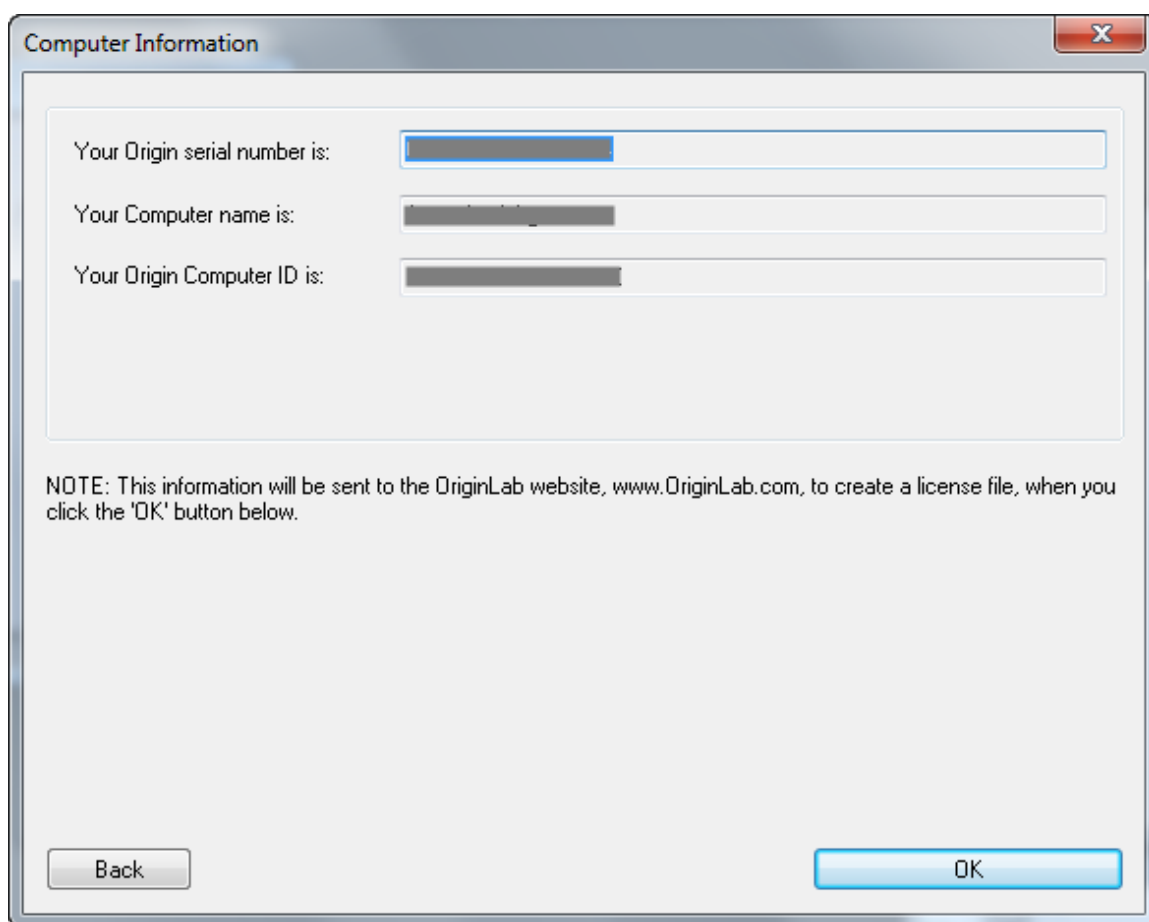 Computer Information
Your Origin serial number is:
Your Computer name is:
Your Origin Computer ID is:
NOTE: This information will be sent to the OriginLab website, www.OriginLab.com, to create a license file, when you
click the 'OK' button below.
Back
OK